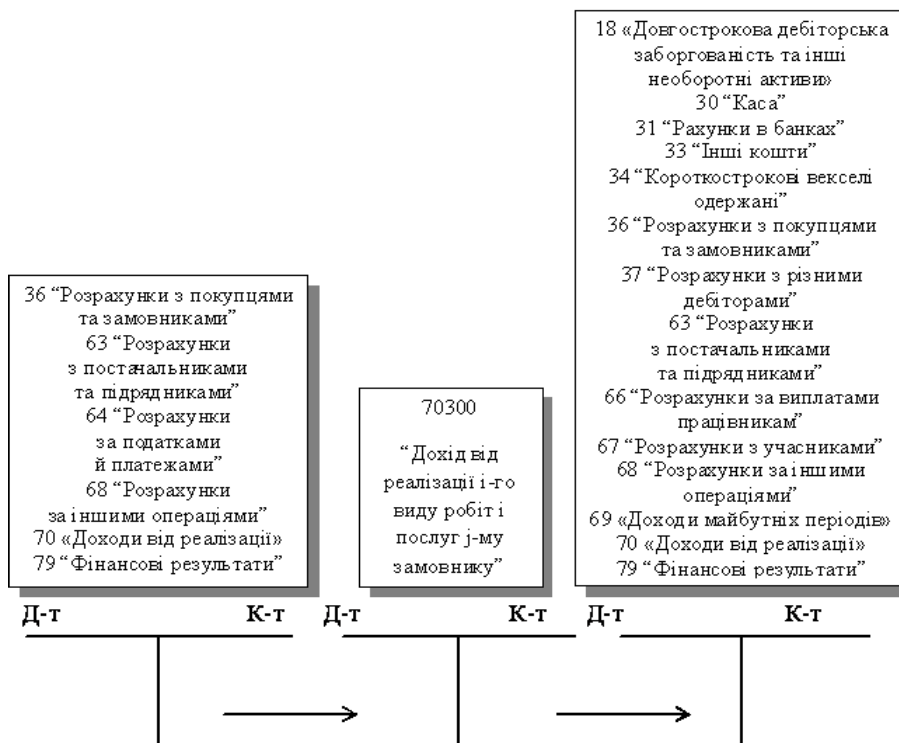 36 “Розрахунки з покупцями
та замовниками”
63 “Розрахунки
з постачальниками
та підрядниками”
64 “Розрахунки
за податками
й платежами”
68 “Розрахунки
за іншими операціями”
70 «Доходи від реалізації»
79 “Фінансові результати”
70300
“Дохід від
реалізації і-го
виду робіт і
послуг j-му
замовнику”
18 «Довгострокова дебіторська
заборгованість та інші
необоротні активи»
30 “Каса”
31 “Рахунки в банках”
33 “Інші кошти”
34 “Короткострокові векселі
одержані”
36 “Розрахунки з покупцями
та замовниками”
37 “Розрахунки з різними
дебіторами”
63 “Розрахунки
з постачальниками
та підрядниками”
66 “Розрахунки за виплатами
працівникам”
67 “Розрахунки з учасниками”
68 “Розрахунки за іншими
операціями”
69 «Доходи майбутніх періодів»
70 «Доходи від реалізації»
79 “Фінансові результати”
Д-т К-т Д-т К-т Д-т К-т